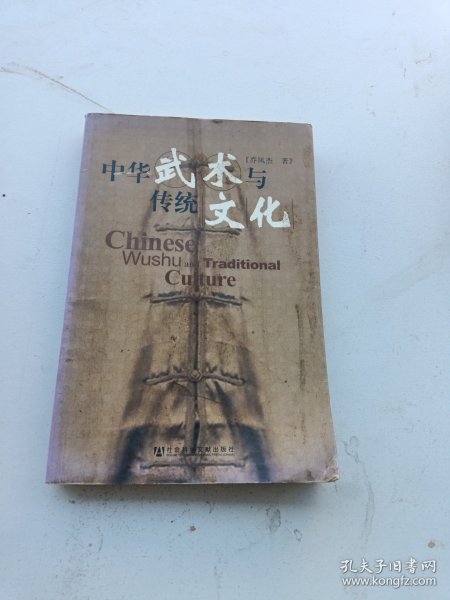 中华武术与
[乔凤杰 著]
传统文化
Chinese
Wushu and Traditional
Culture
社会科学文献出版社
孔夫子旧书网
www.kongfz.com